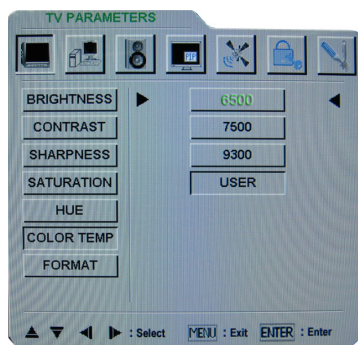 TV PARAMETERS
PIP
BRIGHTNESS 6500
CONTRAST 7500
SHARPNESS 9300
SATURATION USER
HUE
COLOR TEMP
FORMAT
: Select MENU : Exit ENTER : Enter